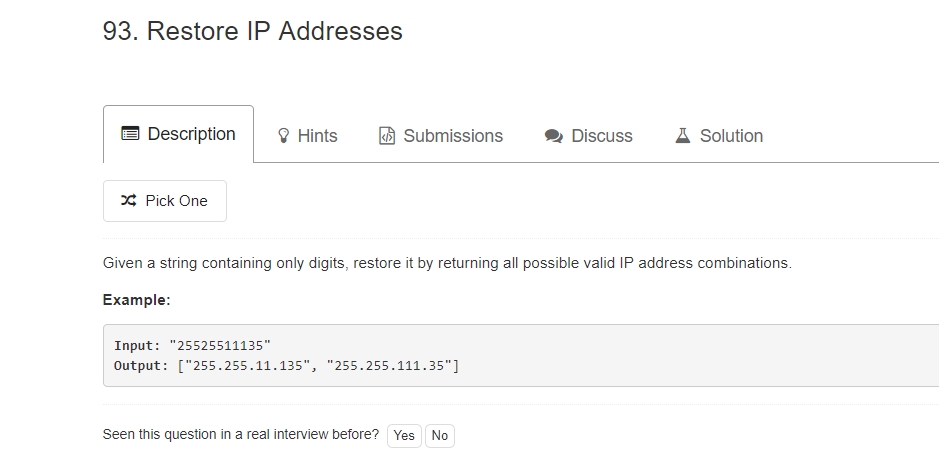 93. Restore IP Addresses
Description Hints Submissions Discuss Solution
Pick One
Given a string containing only digits, restore it by returning all possible valid IP address combinations.
Example:
Input: "25525511135"
Output: ["255.255.11.135", "255.255.111.35"]
Seen this question in a real interview before? Yes No